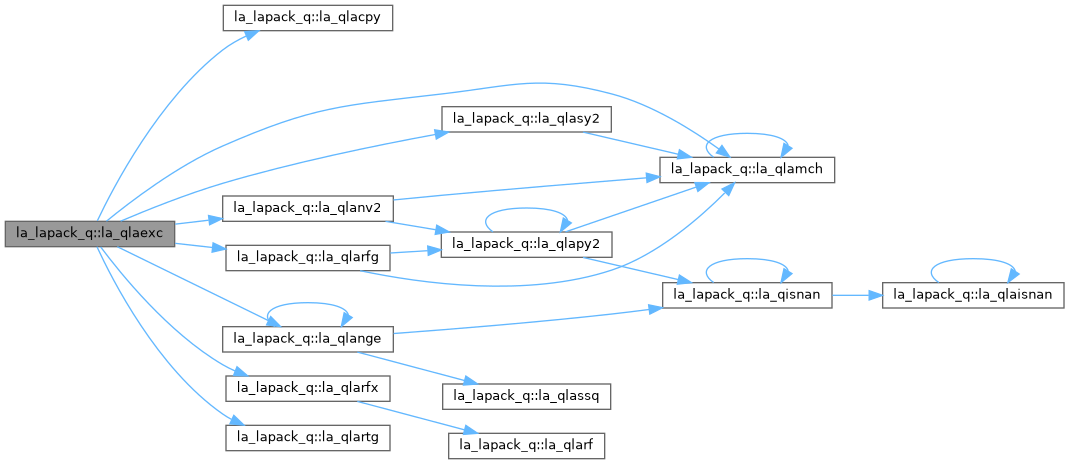 la_lapack_q::la_qlacpy
la_lapack_q::la_qlasy2
la_lapack_q::la_qlamch
la_lapack_q::la_qlanv2
la_lapack_q::la_qlaexc
la_lapack_q::la_qlapy2
la_lapack_q::la_qlarfg
la_lapack_q::la_qisnan
la_lapack_q::la_qlaisnan
la_lapack_q::la_qlange
la_lapack_q::la_qlarfx
la_lapack_q::la_qlassq
la_lapack_q::la_qlartg
la_lapack_q::la_qlarf